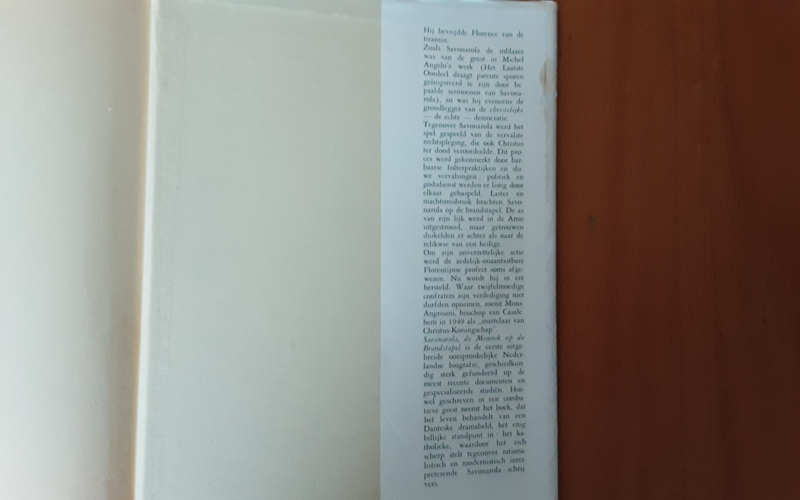 Hij bevrijdde Florence van de
tirannie.
Zoals Savonarola de inblazer
was van de geest in Michel
Angelo's werk (Het Laatste
Oordeel draagt patente sporen
geïnspireerd te zijn door be-
paalde sermoenen van Savona-
rola), zo was hij eveneens de
grondlegger van de christelijke
— de echte — democratie.
Tegenover Savonarola werd het
spel gespeeld van de vervalste
rechtspleging, die ook Christus
ter dood veroordeelde. Dit pro-
ces werd gekenmerkt door bar-
baarse folterpraktijken en slu-
we vervalsingen: politiek en
godsdienst werden er listig door
elkaar gehaspeld. Laster en
machtsmisbruik brachten Savo-
narola op de brandstapel. De as
van zijn lijk werd in de Arno
uitgestrooid, maar getrouwen
duikelden er achter als naar de
relikwie van een heilige.
Om zijn onverzettelijke actie
werd de zedelijk-onaantastbare
Florentijnse profeet soms afge-
wezen. Nu wordt hij in ere
hersteld. Waar twijfelmoedige
confraters zijn verdediging niet
durfden opnemen, roemt Mons.
Angrisani, bisschop van Casale
hem in 1949 als „martelaar van
Christus-Koningschap".
Savonarola, de Monnik op de
Brandstapel is de eerste uitge-
breide oorspronkelijke Neder-
landse biografie, geschiedkun-
dig sterk gefundeerd op de
meest recente documenten en
gespecialiseerde studiën. Hoe-
wel geschreven in een comba-
tieve geest neemt het boek, dat
het leven behandelt van een
Danteske dramaheld, het enig
billijke standpunt in: het ka-
tholieke, waardoor het zich
scherp stelt tegenover rationa-
listisch en modernistisch inter-
preterende Savonarola-schrij-
vers.